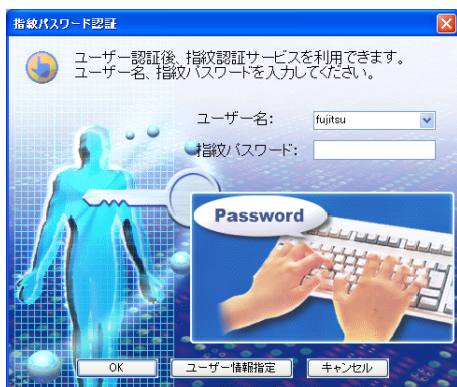 指紋パスワード認証
ユーザー認証後、指紋認証サービスを利用できます。
ユーザー名、指紋パスワードを入力してください。
ユーザー名:
fujitsu
指紋パスワード:
Password
OK
ユーザー情報指定
キャンセル